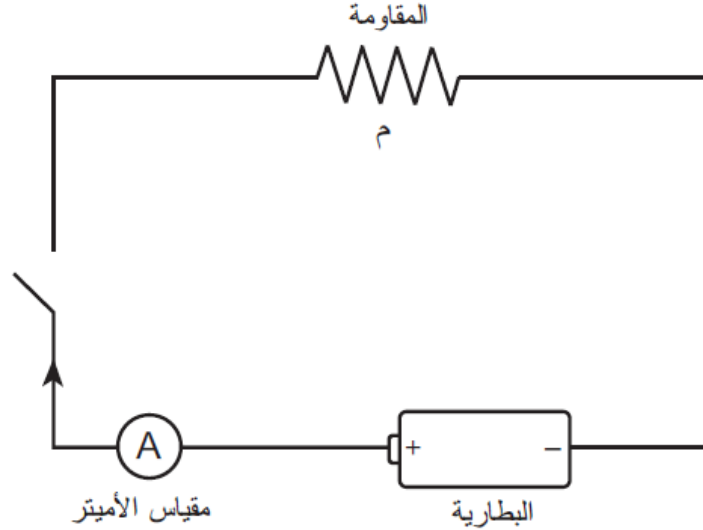 المقاومة
م
A
+ −
مقياس الأميتر
البطارية